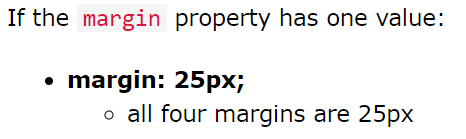 If the margin property has one value:
margin: 25px;
all four margins are 25px